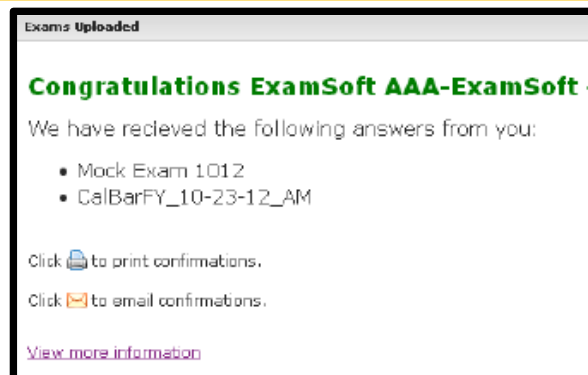 Exams Uploaded
Congratulations ExamSoft AAA-ExamSoft -
We have recieved the following answers from you:
• Mock Exam 1012
• CalBarFY_10-23-12_AM
Click to print confirmations.
Click to email confirmations.
View more information